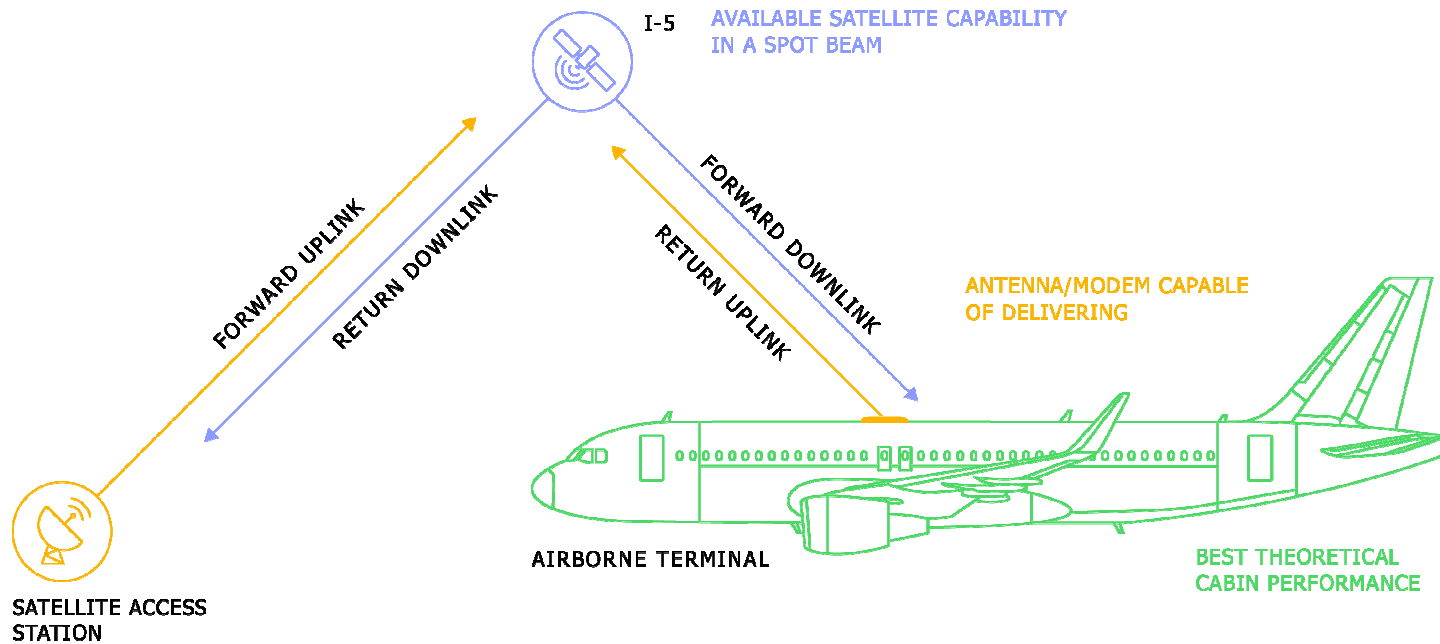 I-5
AVAILABLE SATELLITE CAPABILITY
IN A SPOT BEAM
FORWARD UPLINK
RETURN DOWNLINK
FORWARD DOWNLINK
RETURN UPLINK
ANTENNA/MODEM CAPABLE
OF DELIVERING
AIRBORNE TERMINAL
BEST THEORETICAL
CABIN PERFORMANCE
SATELLITE ACCESS
STATION